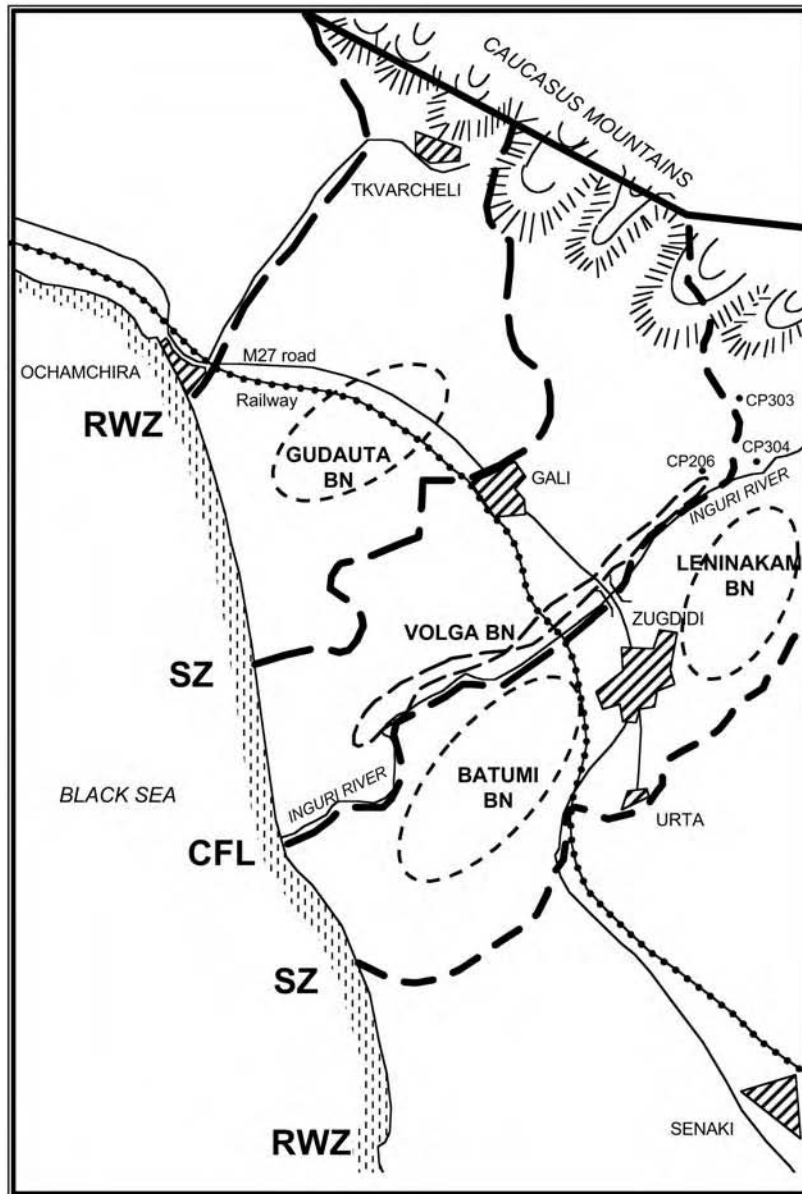 CAUCASUS MOUNTAINS
TKVARCHELI
M27 road
OCHAMCHIRA
Railway
RWZ
CP303
GUDAUTA
BN
GALI
CP206
CP304
INGURI RIVER
LENINAKAM
BN
VOLGA BN
ZUGDIDI
SZ
BATUMI
BN
BLACK SEA
INGURI RIVER
URTA
CFL
SZ
SENAKI
RWZ